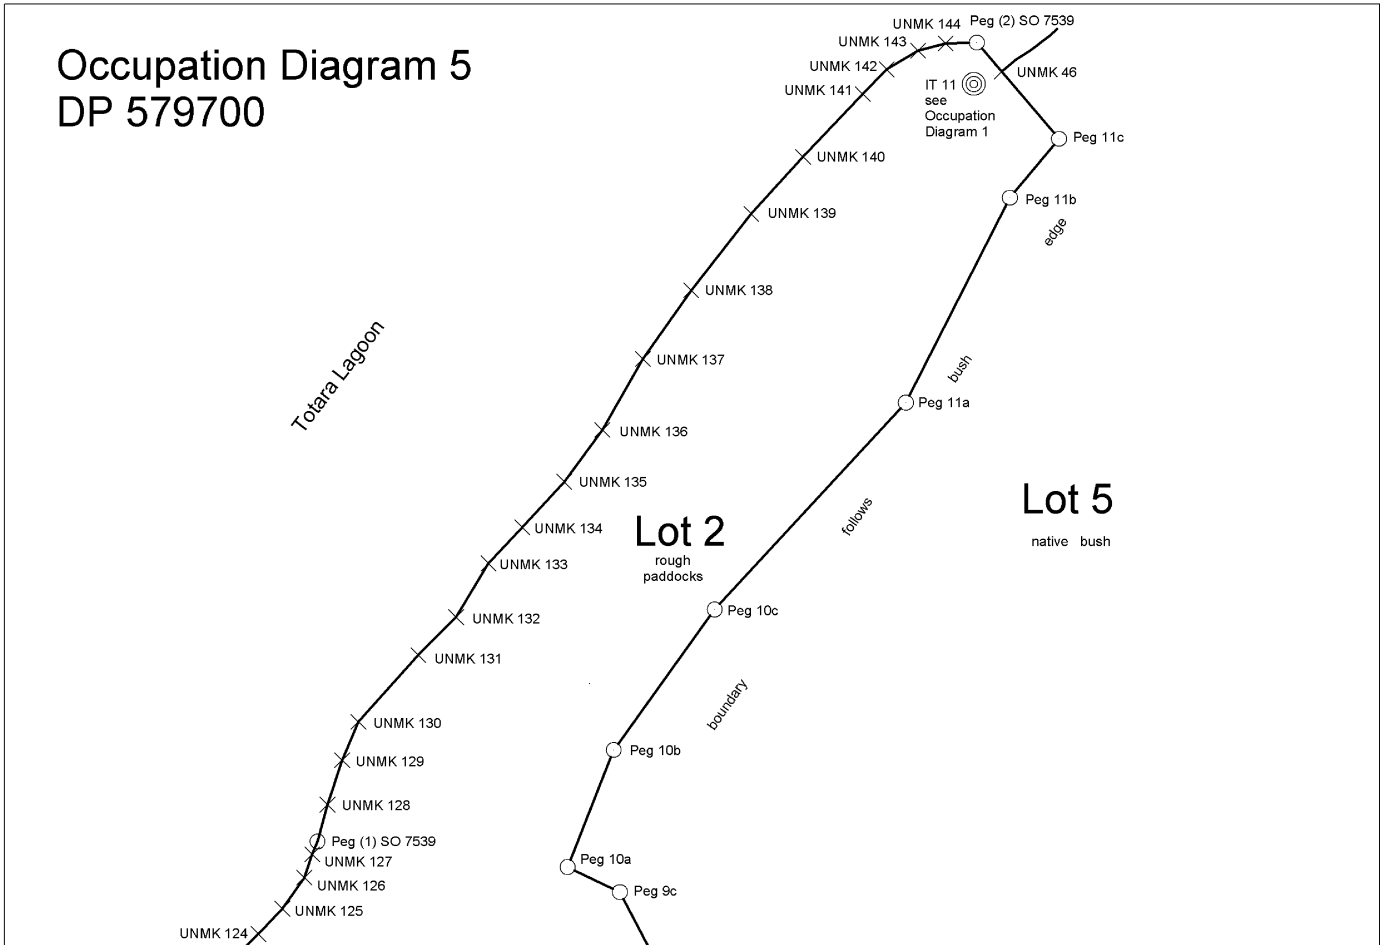 Occupation Diagram 5
DP 579700
UNMK 144
Peg (2) SO 7539
UNMK 143
UNMK 142
UNMK 46
UNMK 141
IT 11
see
Occupation
Diagram 1
Peg 11c
UNMK 140
Peg 11b
UNMK 139
edge
UNMK 138
Totara Lagoon
UNMK 137
bush
Peg 11a
UNMK 136
UNMK 135
Lot 5
native bush
Lot 2
rough
paddocks
follows
UNMK 134
UNMK 133
Peg 10c
UNMK 132
UNMK 131
boundary
UNMK 130
Peg 10b
UNMK 129
UNMK 128
Peg (1) SO 7539
UNMK 127
Peg 10a
UNMK 126
Peg 9c
UNMK 125
UNMK 124